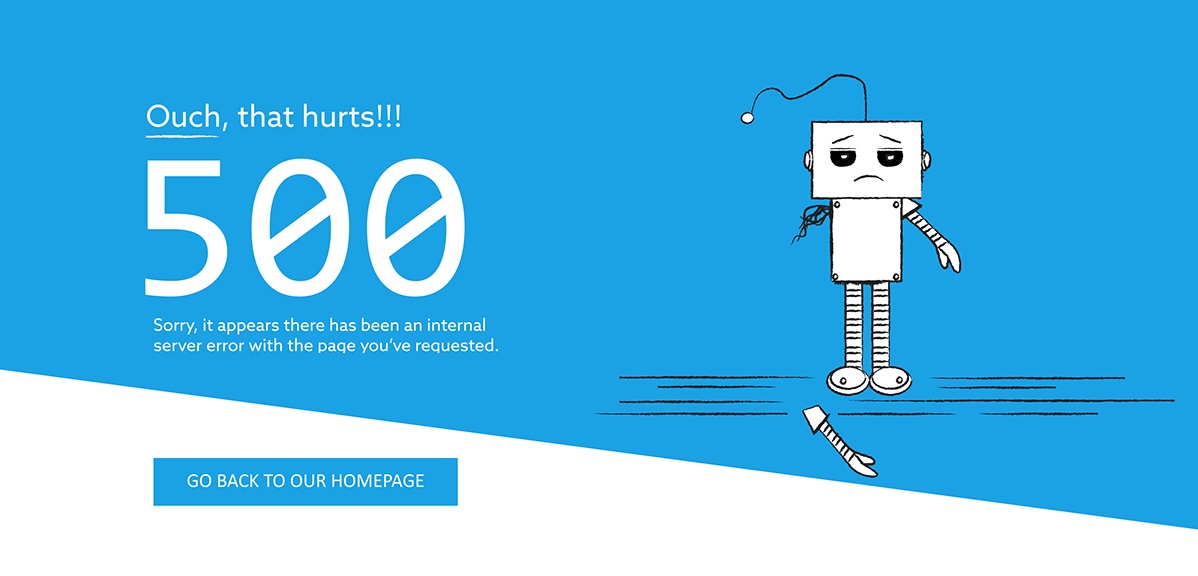 Ouch, that hurts!!!
500
Sorry, it appears there has been an internal
server error with the page you've requested.
GO BACK TO OUR HOMEPAGE